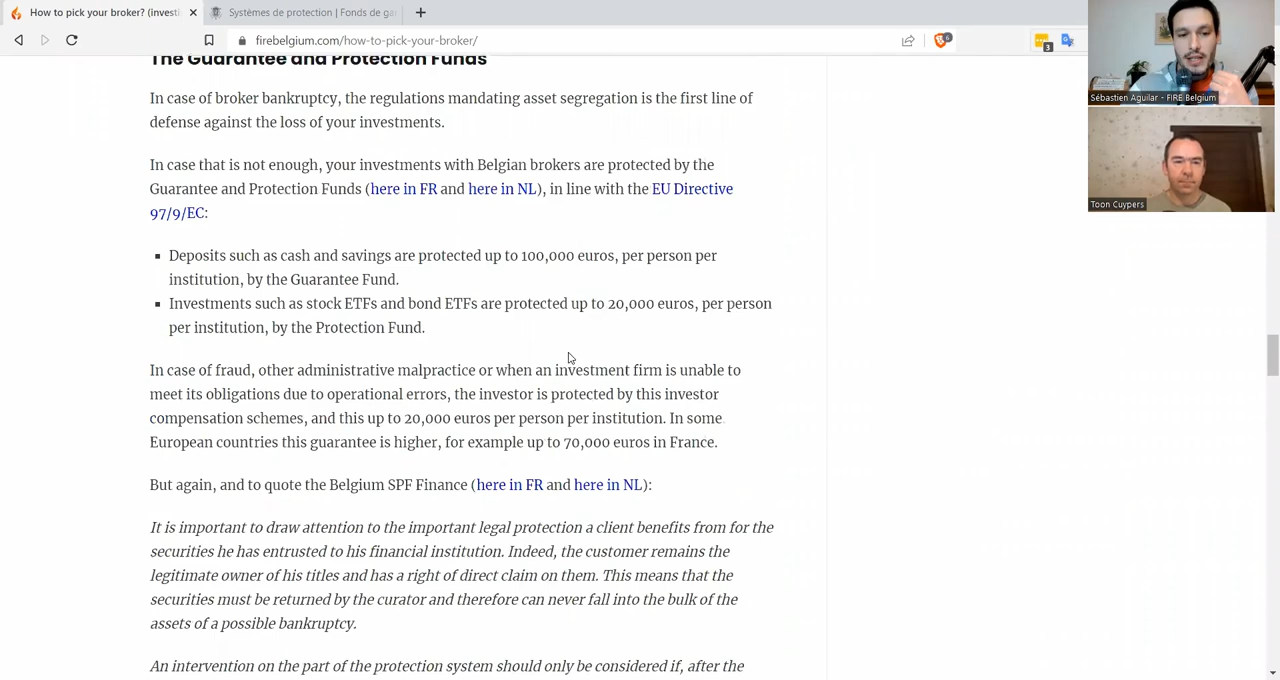 How to pick your broker? (investi
Systèmes de protection | Fonds de ga
firebelgium.com/how-to-pick-your-broker/
6
3
Sébastien Aguilar - FIRE Belgium
Toon Cuypers
The Guarantee and Protection Funds
In case of broker bankruptcy, the regulations mandating asset segregation is the first line of
defense against the loss of your investments.
In case that is not enough, your investments with Belgian brokers are protected by the
Guarantee and Protection Funds (here in FR and here in NL), in line with the EU Directive
97/9/EC:
Deposits such as cash and savings are protected up to 100,000 euros, per person per
institution, by the Guarantee Fund.
Investments such as stock ETFs and bond ETFs are protected up to 20,000 euros, per person
per institution, by the Protection Fund.
In case of fraud, other administrative malpractice or when an investment firm is unable to
meet its obligations due to operational errors, the investor is protected by this investor
compensation schemes, and this up to 20,000 euros per person per institution. In some
European countries this guarantee is higher, for example up to 70,000 euros in France.
But again, and to quote the Belgium SPF Finance (here in FR and here in NL):
It is important to draw attention to the important legal protection a client benefits from for the
securities he has entrusted to his financial institution. Indeed, the customer remains the
legitimate owner of his titles and has a right of direct claim on them. This means that the
securities must be returned by the curator and therefore can never fall into the bulk of the
assets of a possible bankruptcy.
An intervention on the part of the protection system should only be considered if, after the